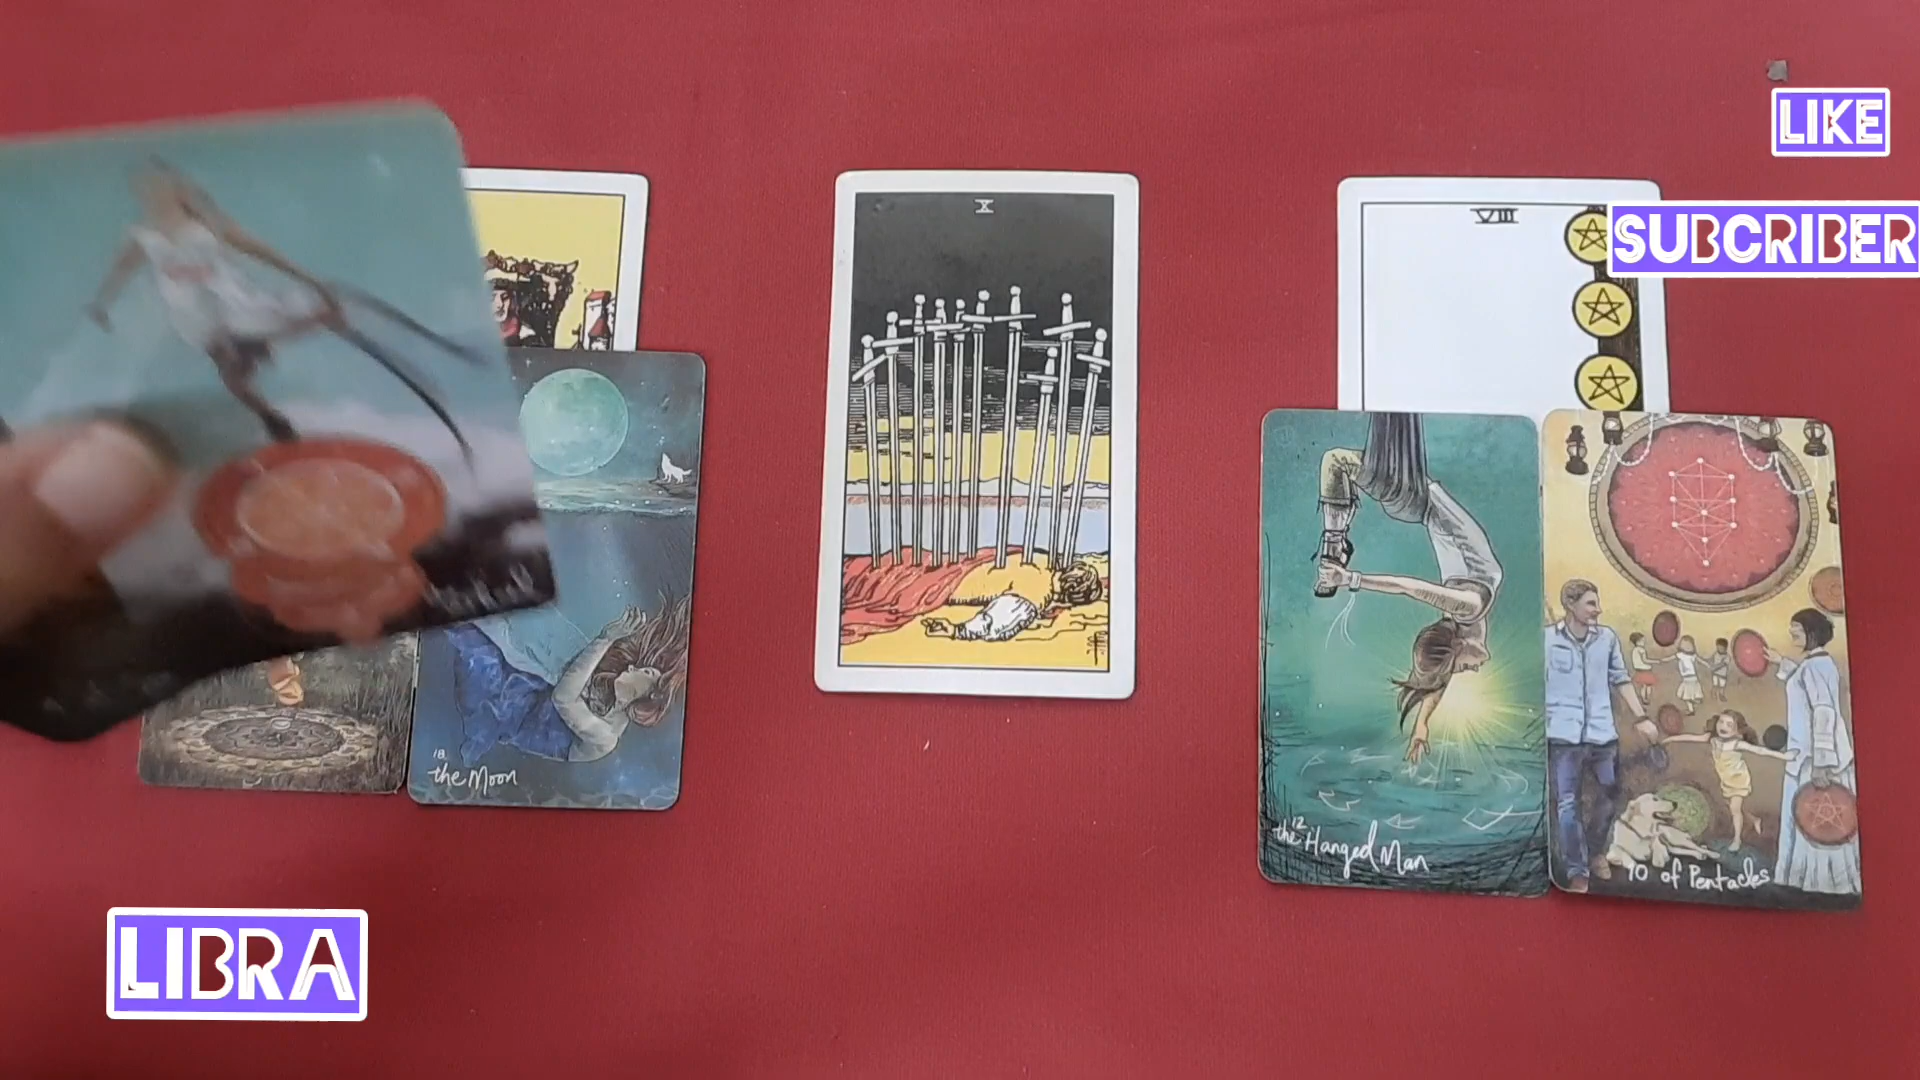 LIKE
X
VIII
SUBCRIBER
18
the Moon
12
the Hanged Man
10 of Pentacles
LIBRA